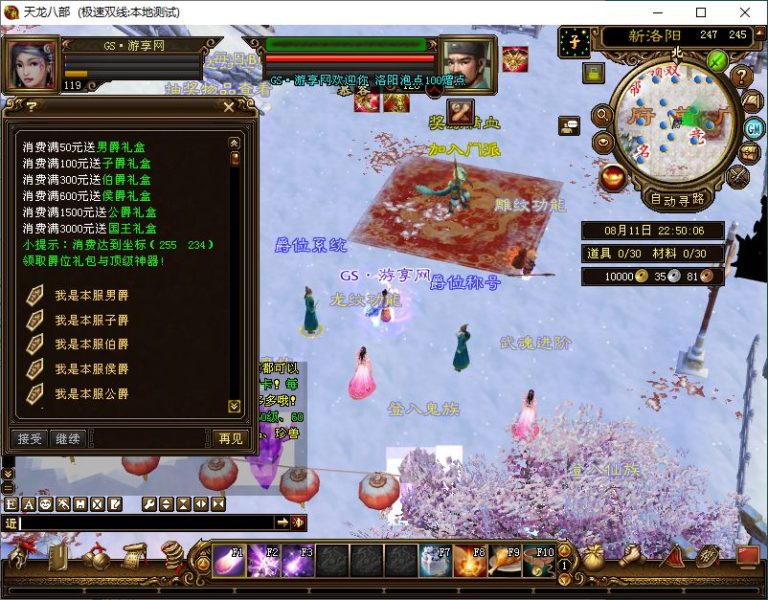 天龙八部 (极速双线:本地测试)
GS·游享网
119
GS·游享网欢迎你 洛阳泡点100赠点
抽奖物品查看
加入门派
雕纹功能
爵位系统
GS·游享网
爵位称号
龙纹功能
武魂进阶
登入鬼族
登入仙族
消费满50元送男爵礼盒
消费满100元送子爵礼盒
消费满300元送伯爵礼盒
消费满600元送侯爵礼盒
消费满1500元送公爵礼盒
消费满3000元送国王礼盒
小提示：消费达到坐标（255 234）
领取爵位礼包与顶级神器！
我是本服男爵
我是本服子爵
我是本服伯爵
我是本服侯爵
我是本服公爵
接受
继续
再见
新洛阳 247 245
子
北
GM
自动寻路
08月11日 22:50:06
道具 0/30 材料 0/30
10000 35 81
近
F1 F2 F3 F7 F8 F9 F10
1